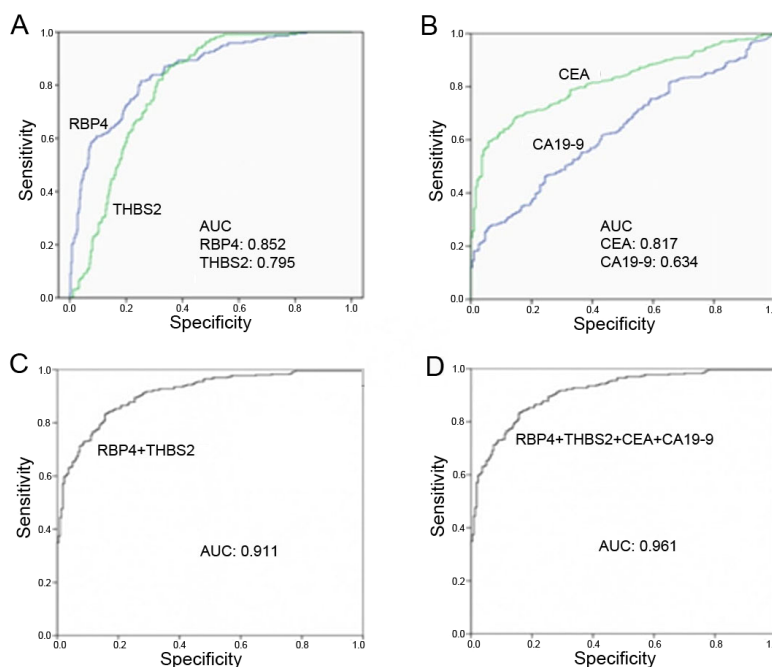 A
Sensitivity
1.0
0.8
0.6
0.4
0.2
0.0
RBP4
THBS2
AUC
RBP4: 0.852
THBS2: 0.795
0.0 0.2 0.4 0.6 0.8 1.0
Specificity
B
Sensitivity
1.0
0.8
0.6
0.4
0.2
0.0
CEA
CA19-9
AUC
CEA: 0.817
CA19-9: 0.634
0.0 0.2 0.4 0.6 0.8 1.0
Specificity
C
Sensitivity
1.0
0.8
0.6
0.4
0.2
0.0
RBP4+THBS2
AUC: 0.911
0.0 0.2 0.4 0.6 0.8 1.0
Specificity
D
Sensitivity
1.0
0.8
0.6
0.4
0.2
0.0
RBP4+THBS2+CEA+CA19-9
AUC: 0.961
0.0 0.2 0.4 0.6 0.8 1.0
Specificity